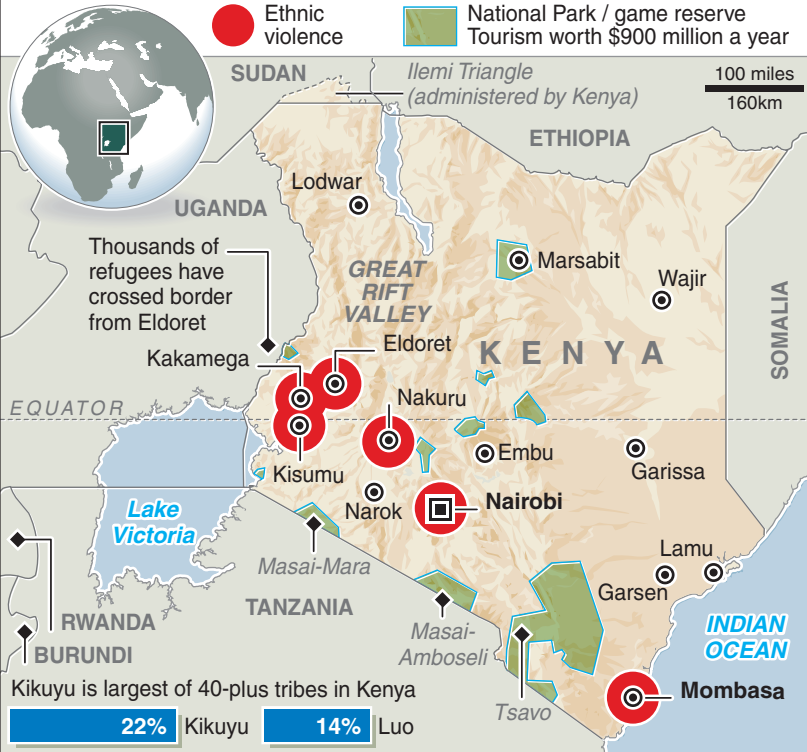 Ethnic
violence
National Park / game reserve
Tourism worth $900 million a year
SUDAN
Ilemi Triangle
(administered by Kenya)
100 miles
160km
ETHIOPIA
Lodwar
UGANDA
Thousands of
refugees have
crossed border
from Eldoret
GREAT
RIFT
VALLEY
Marsabit
Wajir
SOMALIA
Kakamega
Eldoret
KENYA
EQUATOR
Nakuru
Kisumu
Embu
Garissa
Lake
Victoria
Narok
Nairobi
Masai-Mara
Lamu
Garsen
RWANDA
TANZANIA
BURUNDI
Masai-
Amboseli
INDIAN
OCEAN
Tsavo
Mombasa
Kikuyu is largest of 40-plus tribes in Kenya
22% Kikuyu 14% Luo